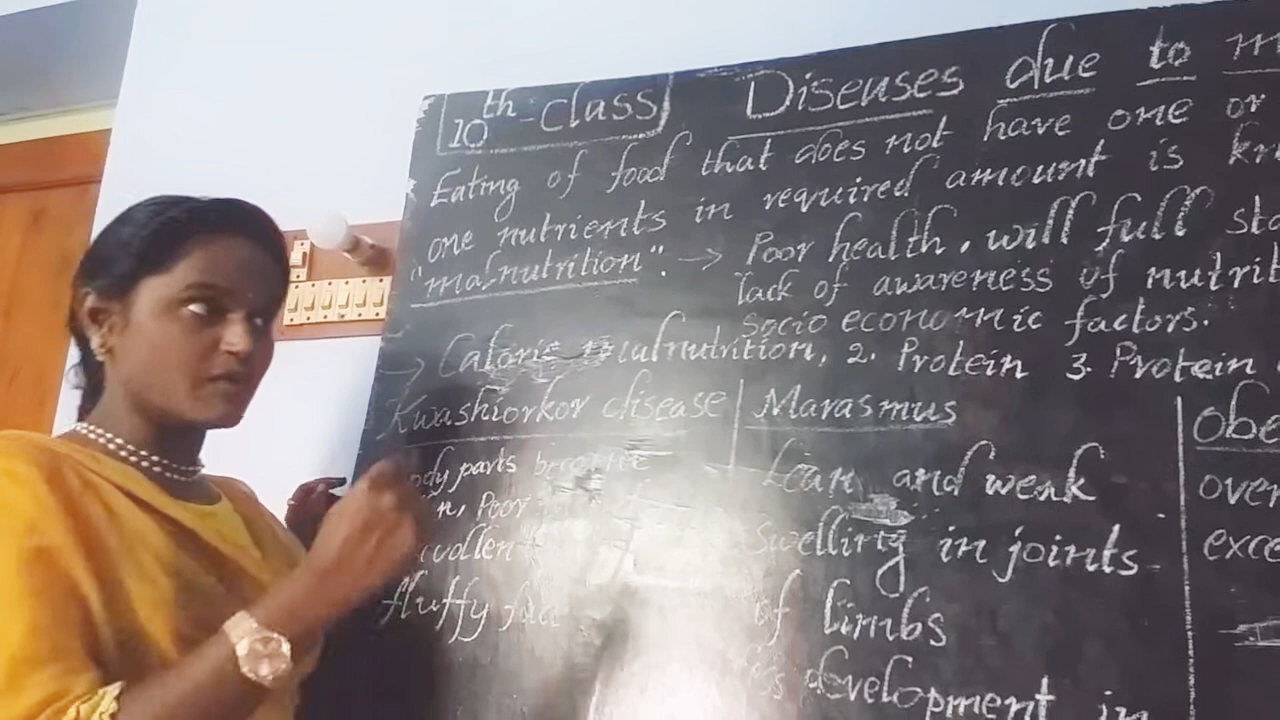 10th class Diseases due to m
Eating of food that does not have one or
one nutrients in required amount is kn
"malnutrition". → Poor health, will full sta
lack of awareness of nutrit
socio economic factors.
→ Calorie malnutrition, 2. Protein 3. Protein
Kwashiorkor disease | Marasmus | obe
ody parts become | Lean and weak | over
n, Poor | Swelling in joints | exce
wollen | of limbs
fluffy | ss development in